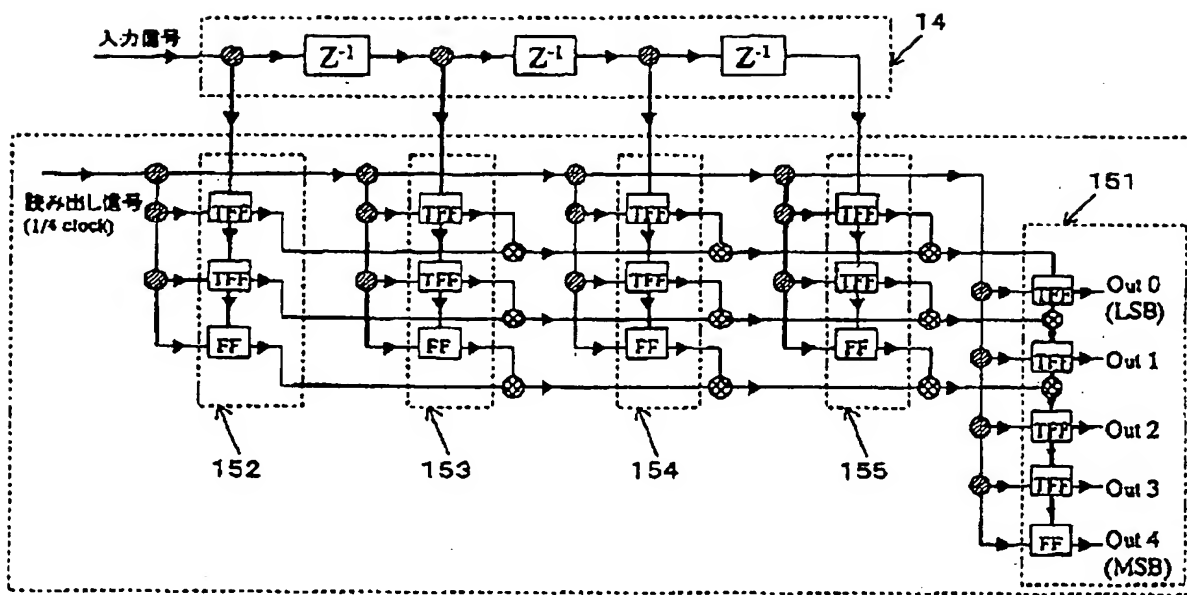 入力信号
Z-1
Z-1
Z-1
14
読み出し信号
(1/4 clock)
TFF
TFF
TFF
TFF
151
TFF
TFF
TFF
TFF
TFF
Out 0
(LSB)
FF
FF
FF
FF
TFF
Out 1
TFF
Out 2
152
153
154
155
TFF
Out 3
FF
Out 4
(MSB)